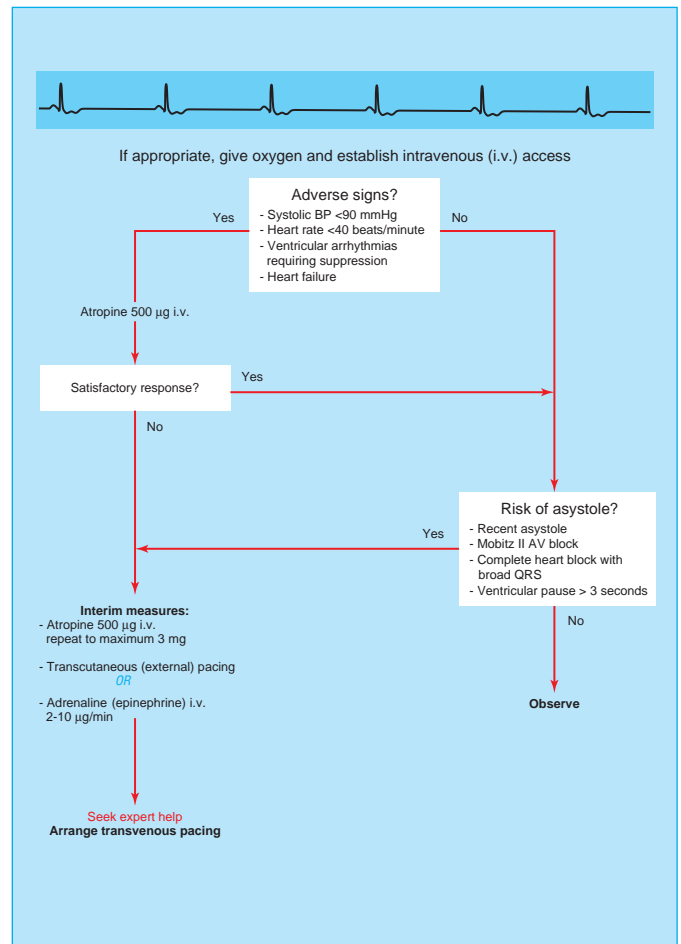 If appropriate, give oxygen and establish intravenous (i.v.) access
Adverse signs?
- Systolic BP <90 mmHg
- Heart rate <40 beats/minute
- Ventricular arrhythmias
requiring suppression
- Heart failure
Yes
No
Atropine 500 μg i.v.
Satisfactory response?
Yes
No
Risk of asystole?
- Recent asystole
- Mobitz II AV block
- Complete heart block with
broad QRS
- Ventricular pause > 3 seconds
Yes
No
Interim measures:
- Atropine 500 μg i.v.
repeat to maximum 3 mg
- Transcutaneous (external) pacing
OR
- Adrenaline (epinephrine) i.v.
2-10 μg/min
Observe
Seek expert help
Arrange transvenous pacing